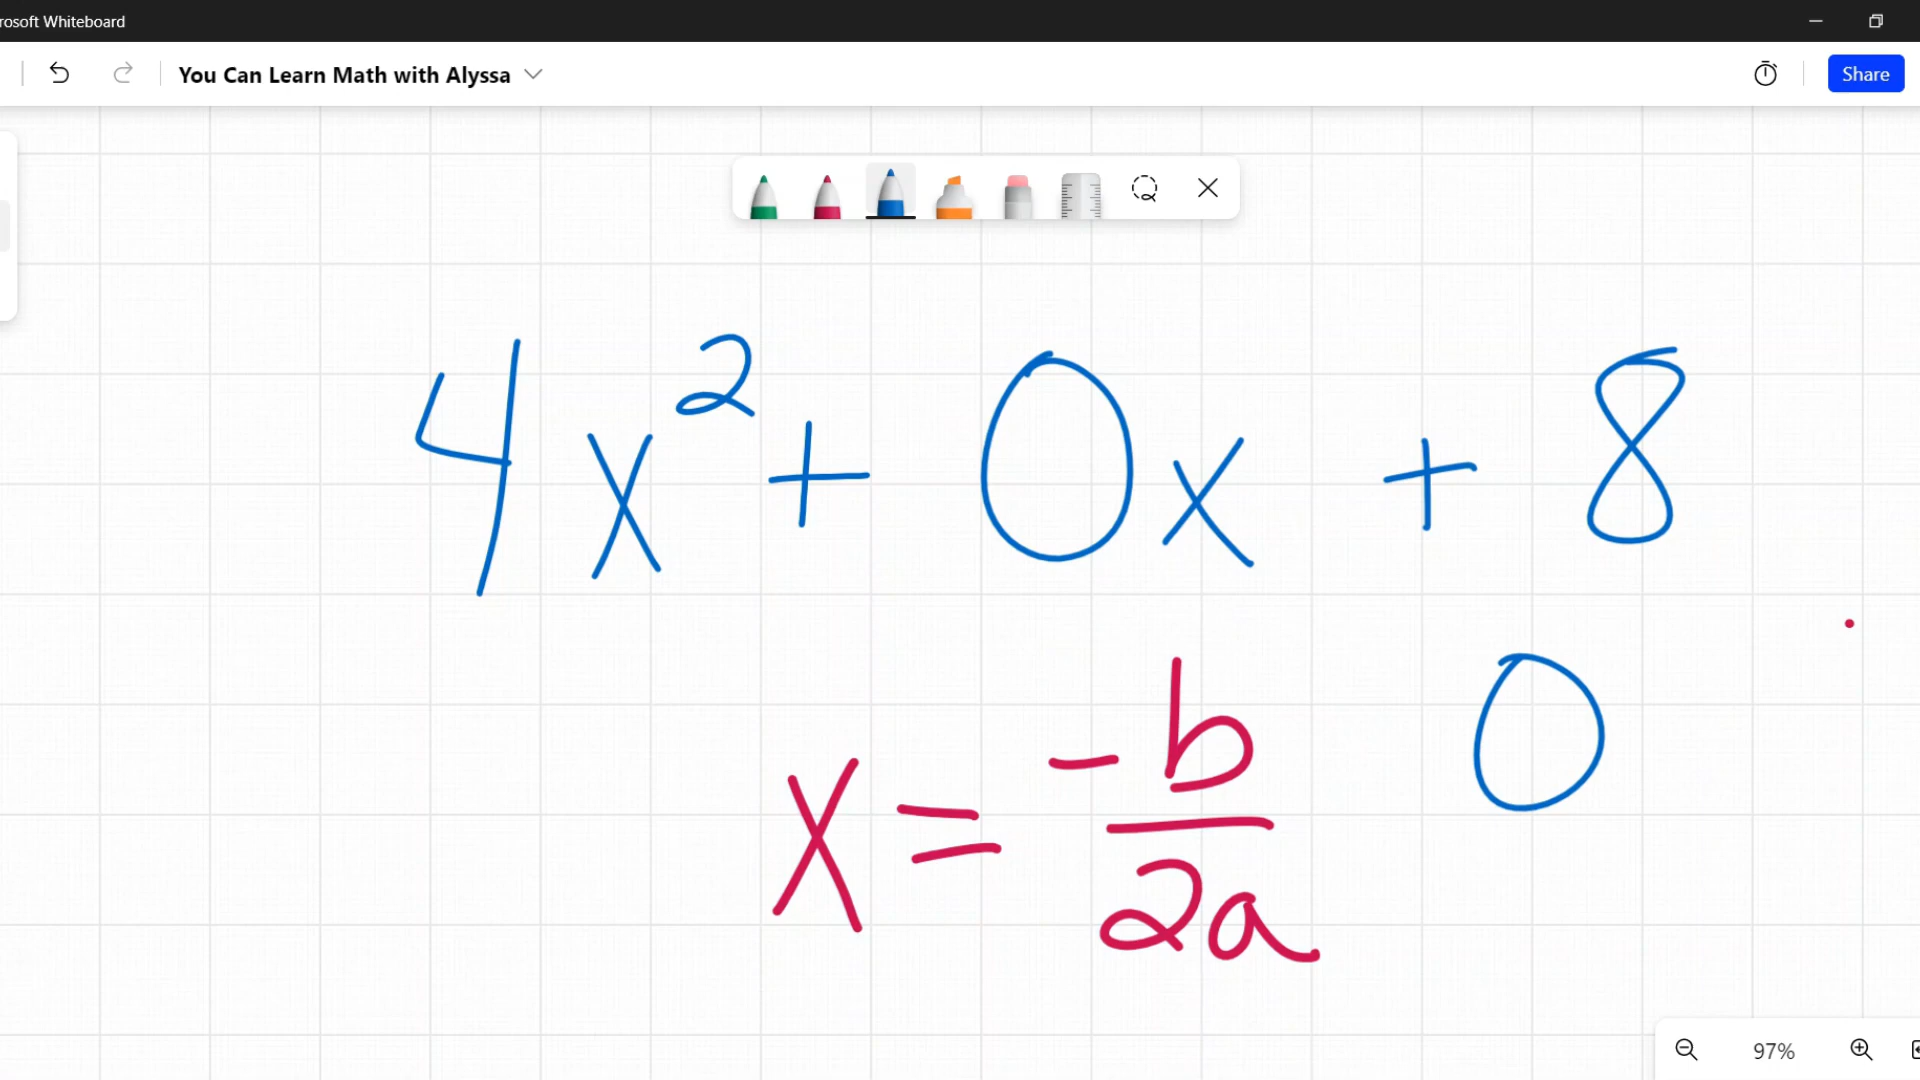 rosoft Whiteboard
You Can Learn Math with Alyssa
Share
4x² + 0x + 8
x = -b/2a
0
97%